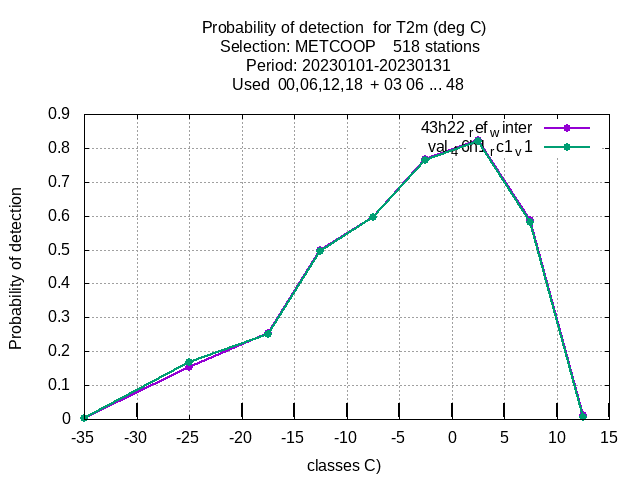 Probability of detection  for T2m (deg C)
Selection: METCOOP    518 stations
Period: 20230101-20230131
Used  00,06,12,18  + 03 06 ... 48
0.9
0.8
0.7
0.6
0.5
0.4
0.3
0.2
0.1
0
Probability of detection
43h22refwinter
val46h1rc1v1
-35 -30 -25 -20 -15 -10 -5 0 5 10 15
classes C)